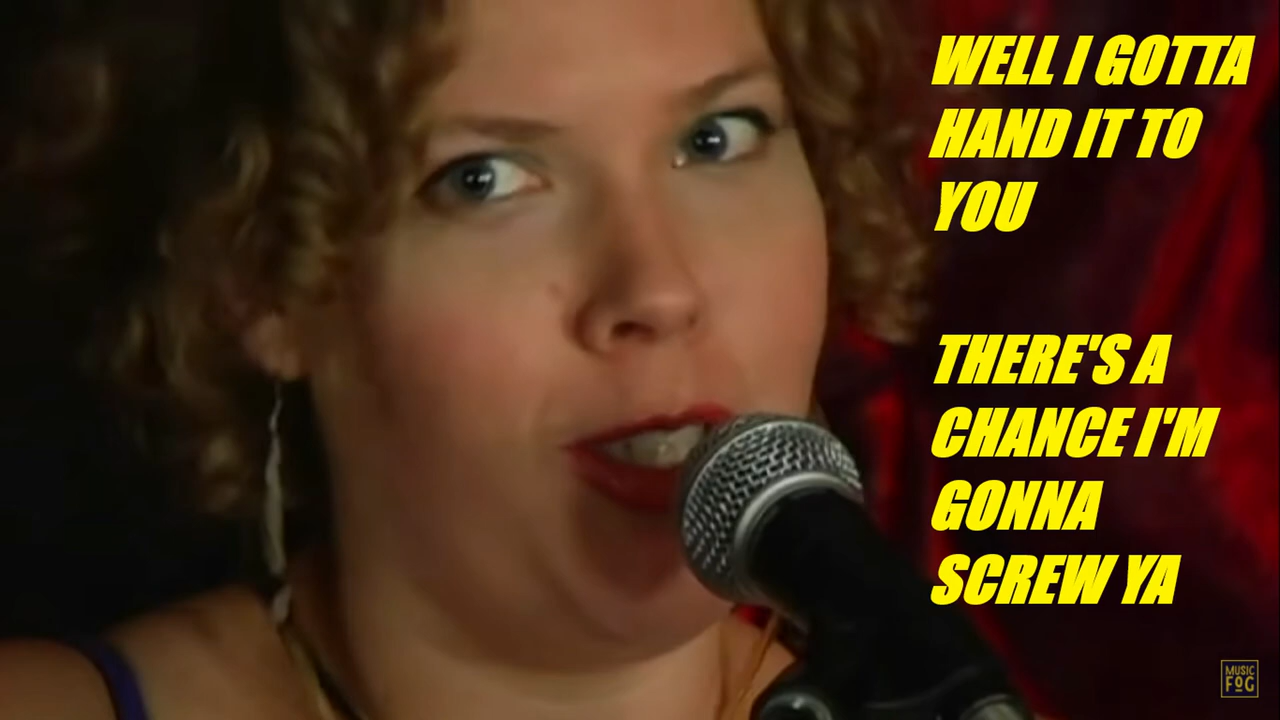 WELL I GOTTA
HAND IT TO
YOU
THERE'S A
CHANCE I'M
GONNA
SCREW YA
MUSIC
FOG